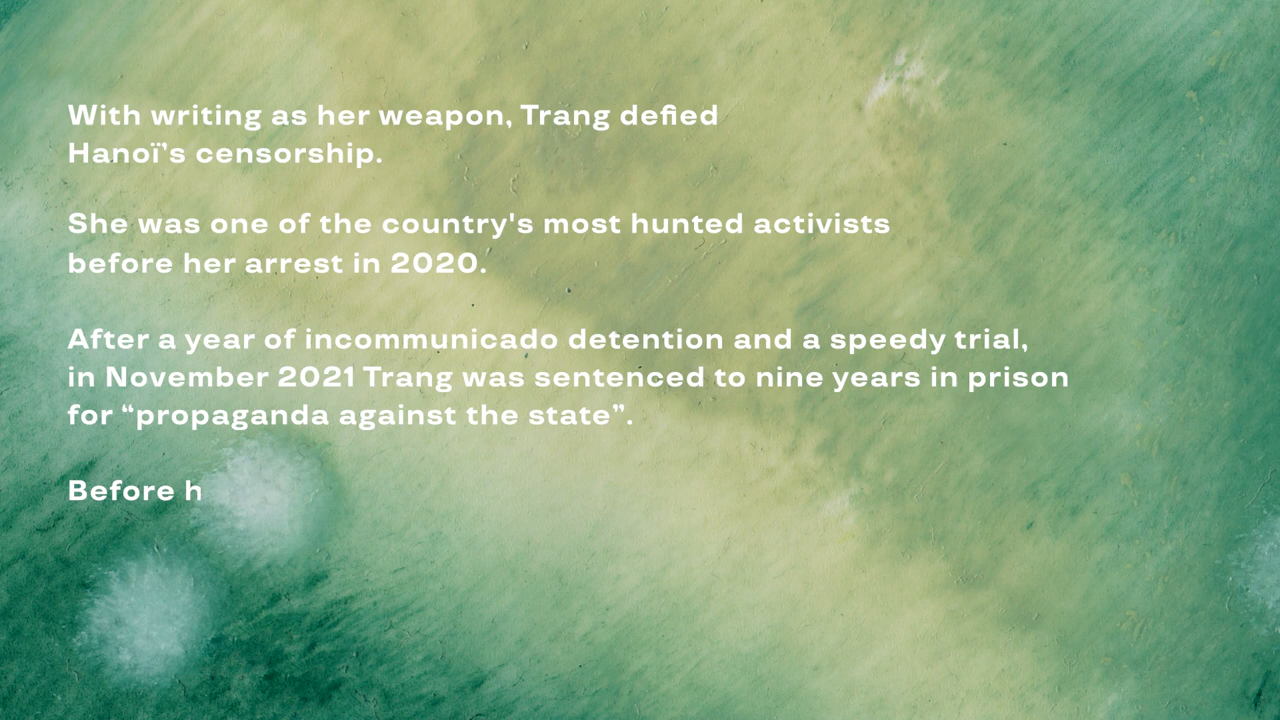 With writing as her weapon, Trang defied
Hanoï’s censorship.
She was one of the country's most hunted activists
before her arrest in 2020.
After a year of incommunicado detention and a speedy trial,
in November 2021 Trang was sentenced to nine years in prison
for “propaganda against the state”.
Before h